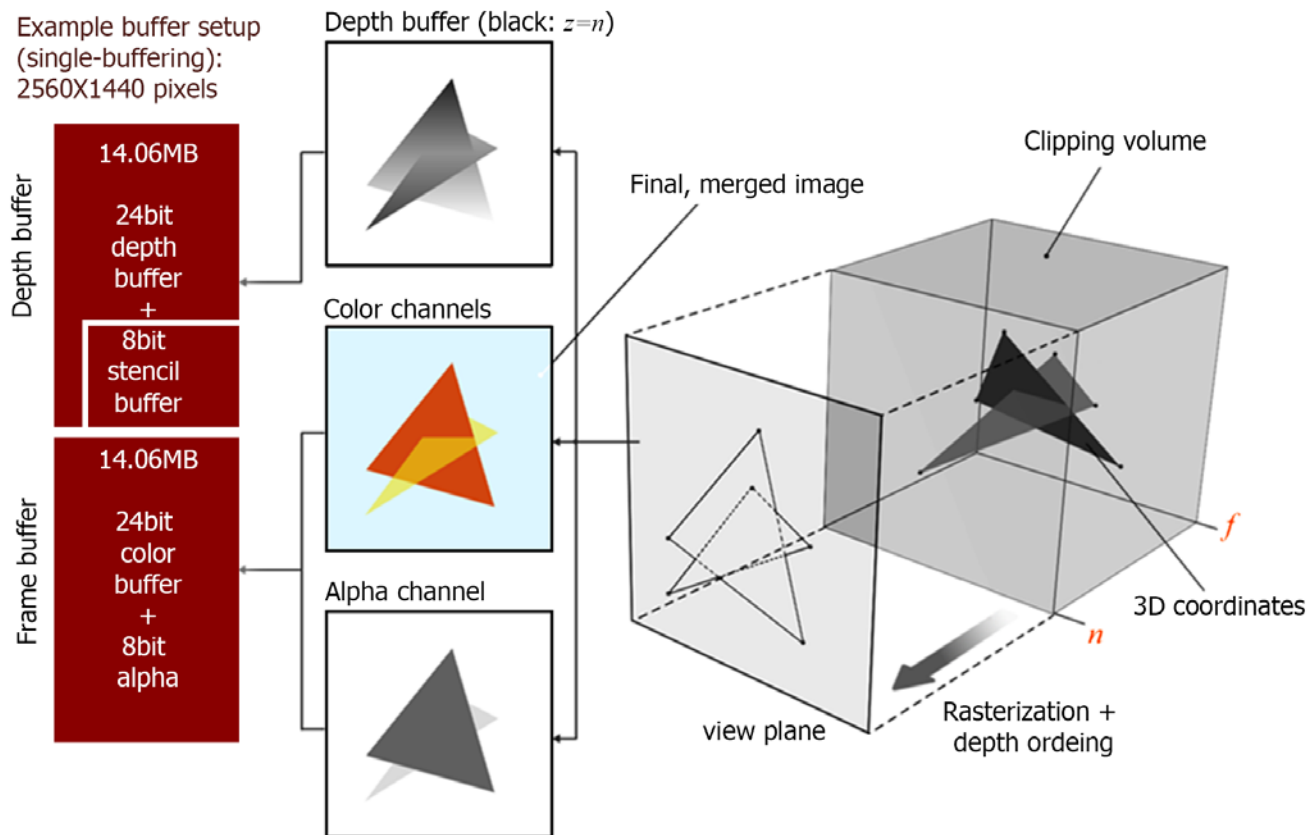 Example buffer setup
(single-buffering):
2560X1440 pixels
Depth buffer
14.06MB
24bit
depth
buffer
+
8bit
stencil
buffer
Frame buffer
14.06MB
24bit
color
buffer
+
8bit
alpha
Depth buffer (black: z=n)
Final, merged image
Color channels
Alpha channel
Clipping volume
f
3D coordinates
n
view plane
Rasterization +
depth ordeing